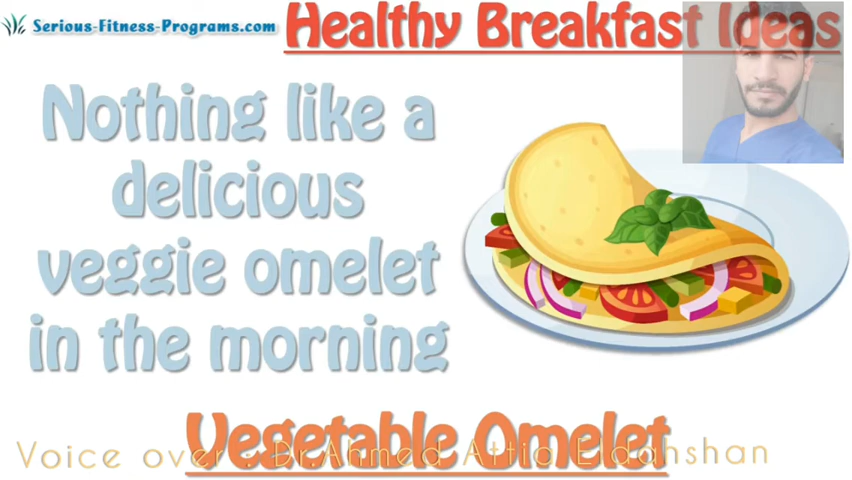 Serious-Fitness-Programs.com
Healthy Breakfast Ideas
Nothing like a
delicious
veggie omelet
in the morning
Vegetable Omelet
Voice over : Dr.Ahmed Attia Eldahshan